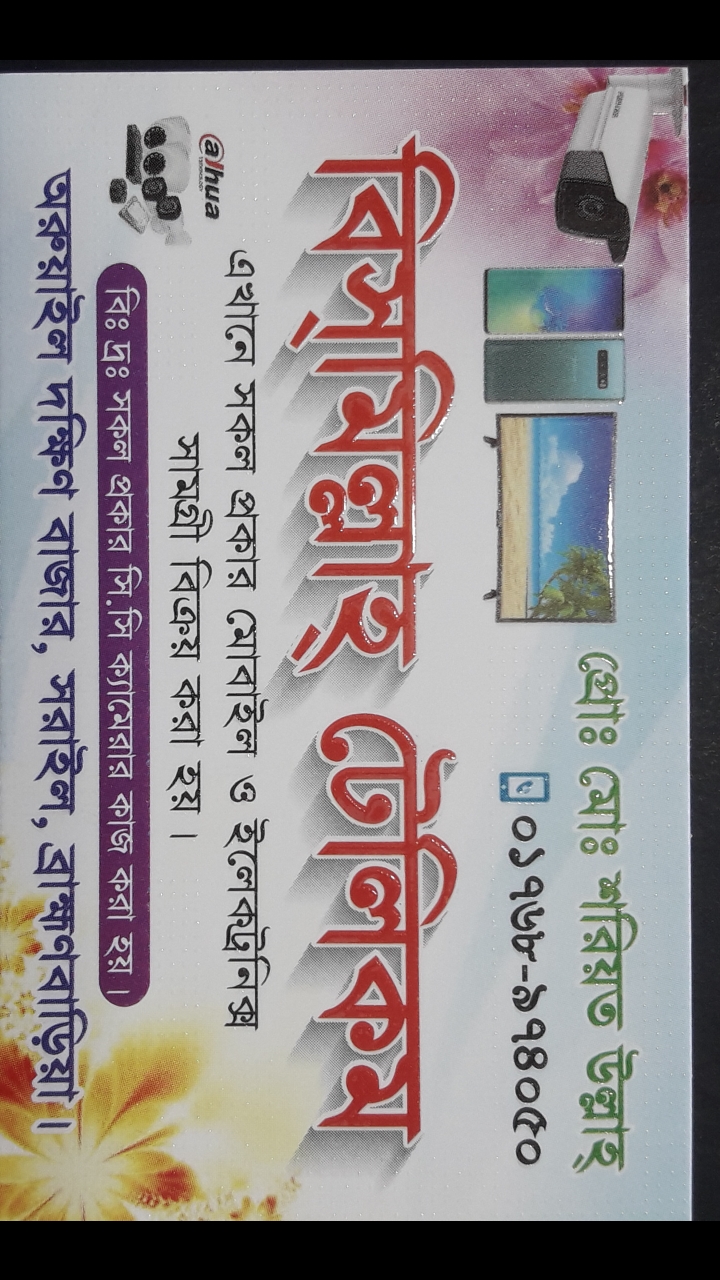 প্রোঃ মোঃ শরিয়ত উল্লাহ্
০১৭৬৮-৯৭৪০৫০
বিস্‌মিল্লাহ্ টেলিকম
alhua
TECHNOLOGY
এখানে সকল প্রকার মোবাইল ও ইলেকট্রনিক্স
সামগ্রী বিক্রয় করা হয়।
বিঃ দ্রঃ সকল প্রকার সি.সি ক্যামেরার কাজ করা হয়।
অরুয়াইল দক্ষিণ বাজার, সরাইল, ব্রাহ্মণবাড়িয়া।